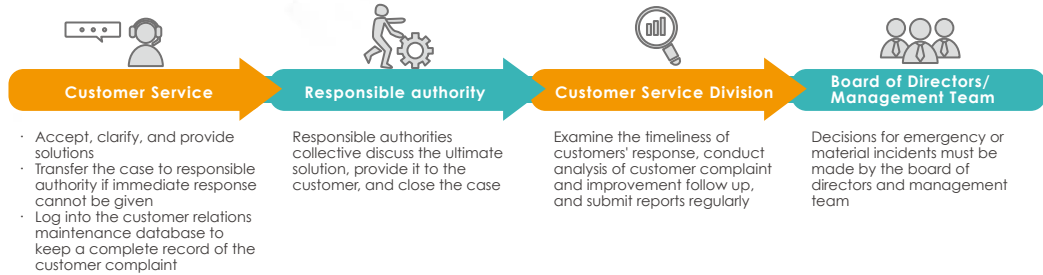 Customer Service
· Accept, clarify, and provide
solutions
· Transfer the case to responsible
authority if immediate response
cannot be given
· Log into the customer relations
maintenance database to
keep a complete record of the
customer complaint
Responsible authority
Responsible authorities
collective discuss the ultimate
solution, provide it to the
customer, and close the case
Customer Service Division
Examine the timeliness of
customers' response, conduct
analysis of customer complaint
and improvement follow up,
and submit reports regularly
Board of Directors/
Management Team
Decisions for emergency or
material incidents must be
made by the board of
directors and management
team